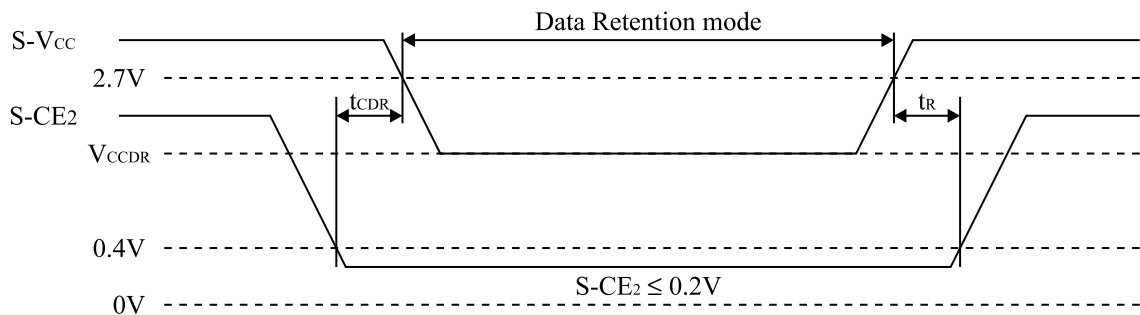 Data Retention mode
S-VCC
2.7V
tCDR
tR
S-CE2
VCCDR
0.4V
S-CE2 ≤ 0.2V
0V